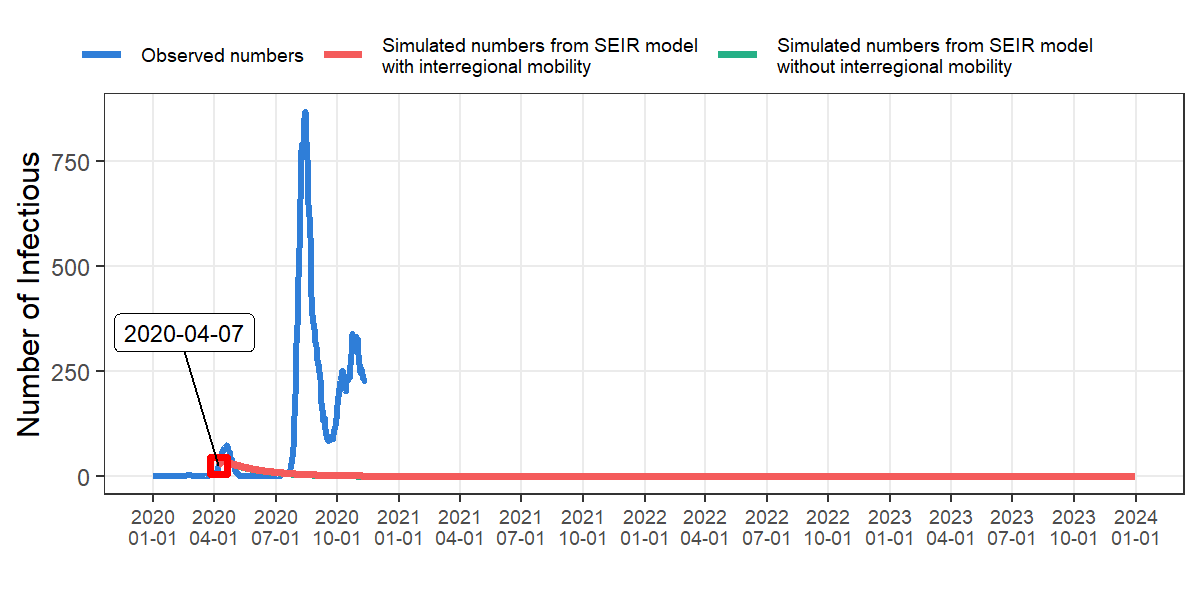 Observed numbers
Simulated numbers from SEIR model
with interregional mobility
Simulated numbers from SEIR model
without interregional mobility
Number of Infectious
750
500
250
0
2020-04-07
2020 2020 2020 2020 2021 2021 2021 2021 2022 2022 2022 2022 2023 2023 2023 2023 2024
01-01 04-01 07-01 10-01 01-01 04-01 07-01 10-01 01-01 04-01 07-01 10-01 01-01 04-01 07-01 10-01 01-01